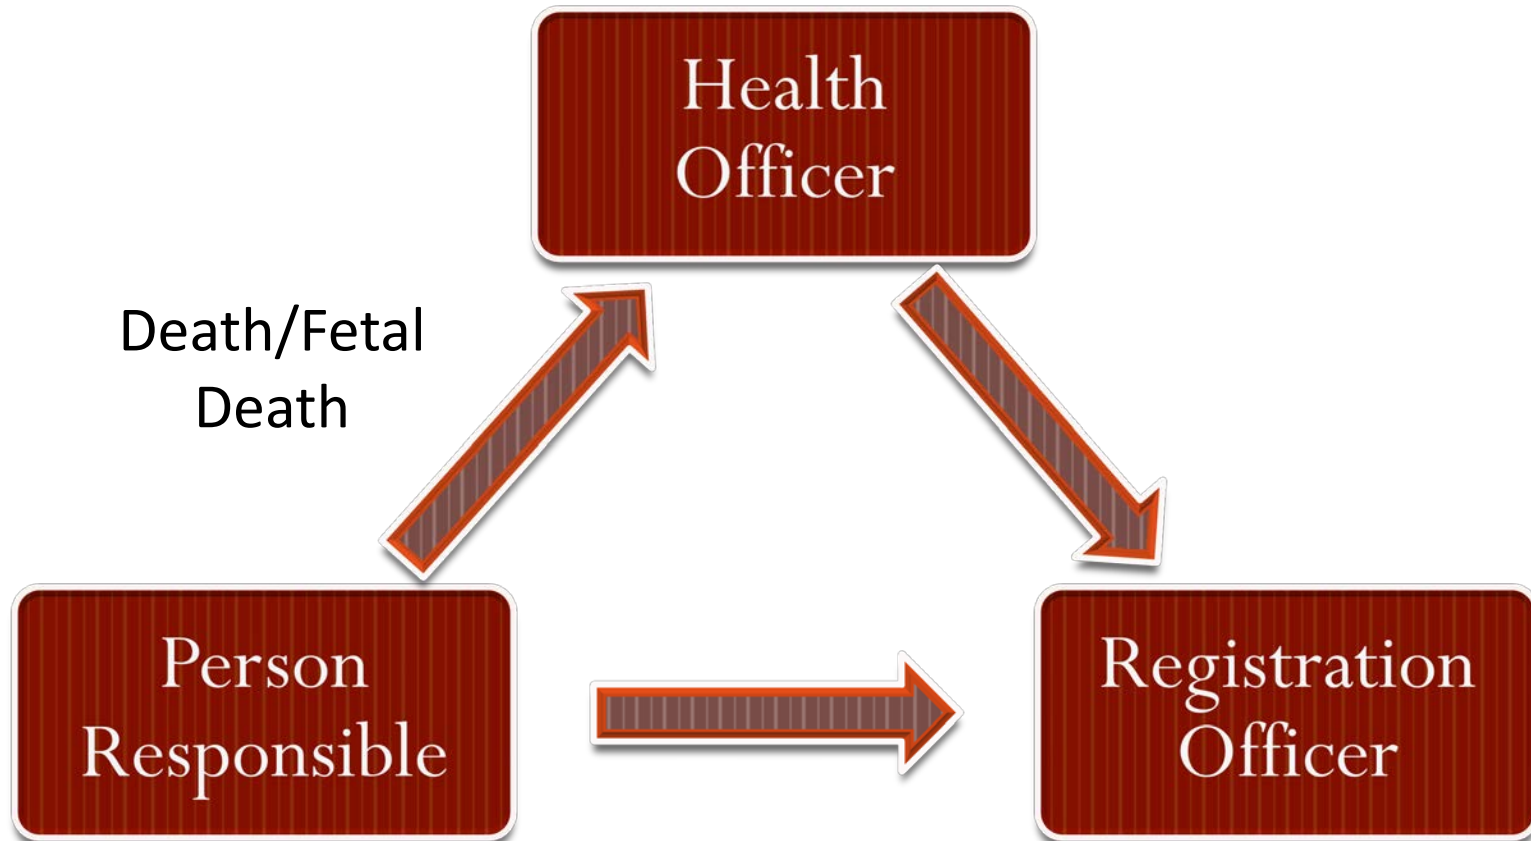 Health
Officer
Death/Fetal
Death
Person
Responsible
Registration
Officer